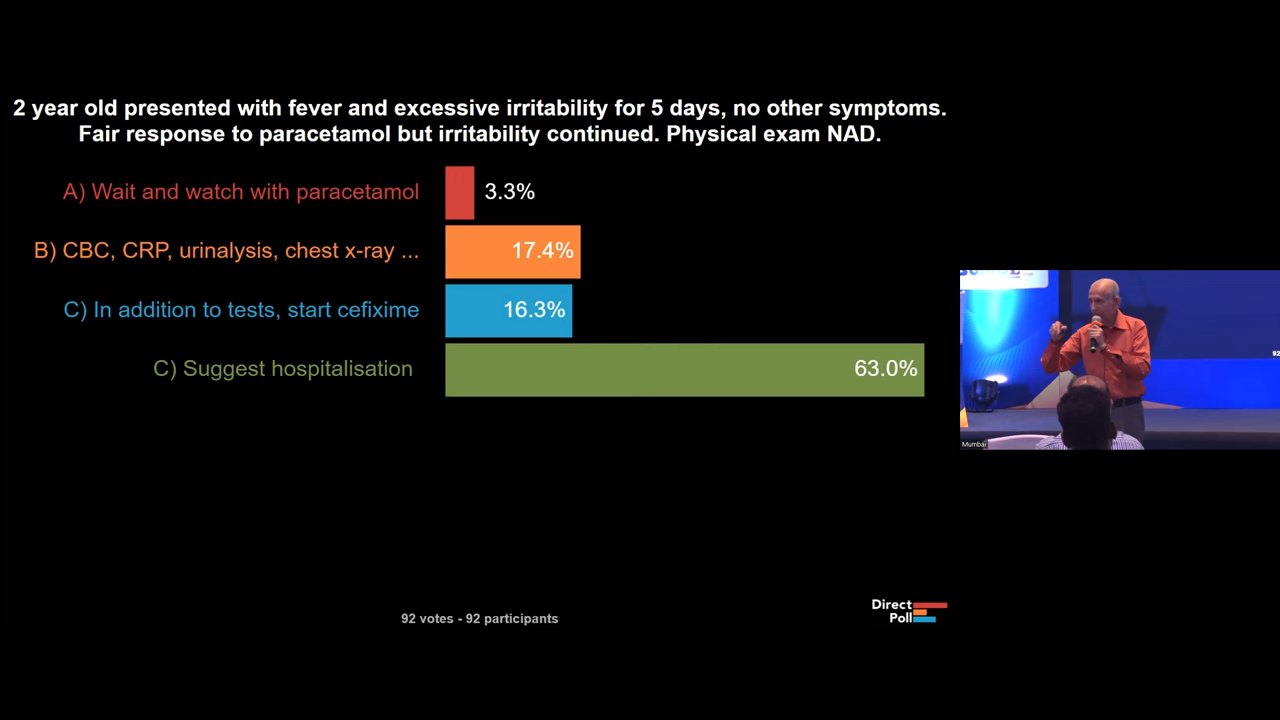 2 year old presented with fever and excessive irritability for 5 days, no other symptoms.
Fair response to paracetamol but irritability continued. Physical exam NAD.
A) Wait and watch with paracetamol
3.3%
B) CBC, CRP, urinalysis, chest x-ray ...
17.4%
C) In addition to tests, start cefixime
16.3%
C) Suggest hospitalisation
63.0%
92
Mumbai
92 votes - 92 participants
Direct
Poll